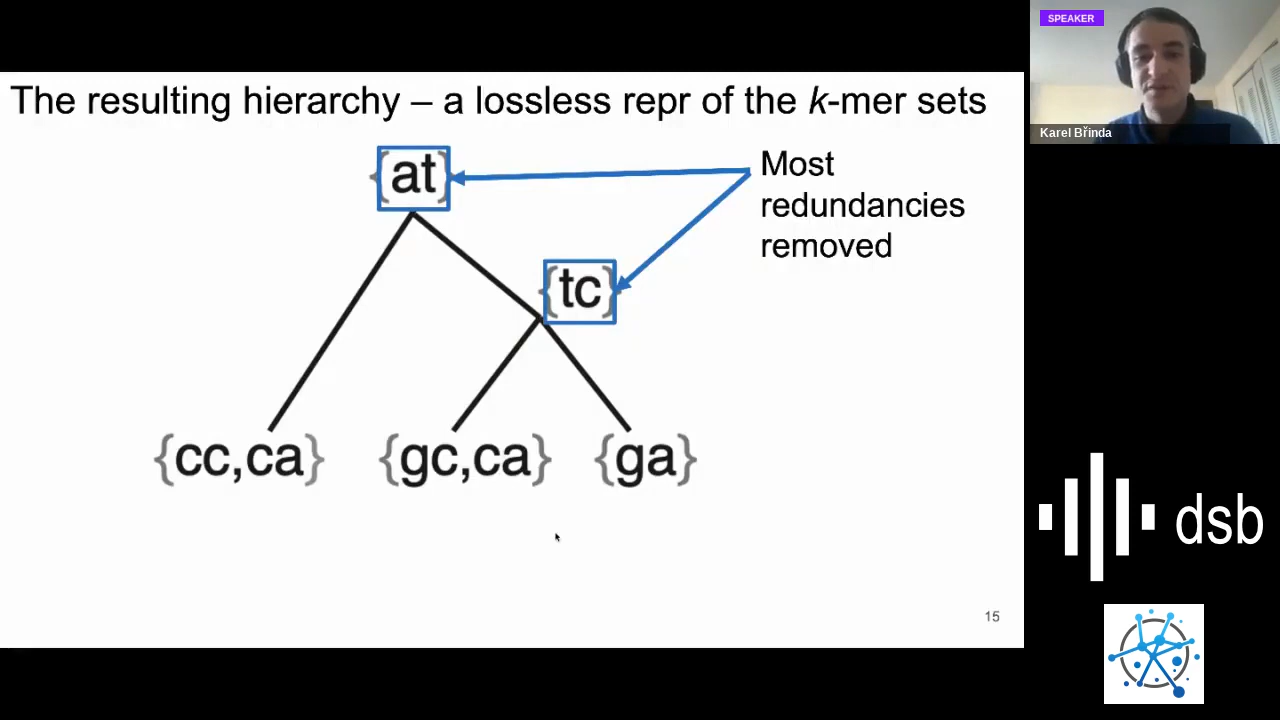 SPEAKER
Karel Břinda
The resulting hierarchy – a lossless repr of the k-mer sets
{at}
Most
redundancies
removed
{tc}
{cc,ca}
{gc,ca}
{ga}
15
dsb